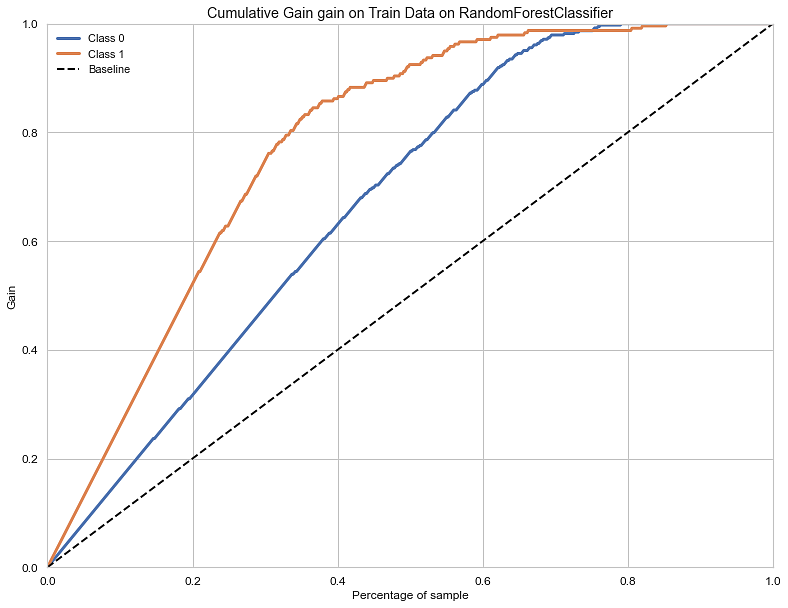 Cumulative Gain gain on Train Data on RandomForestClassifier
Class 0
Class 1
Baseline
Gain
1.0
0.8
0.6
0.4
0.2
0.0
0.0 0.2 0.4 0.6 0.8 1.0
Percentage of sample